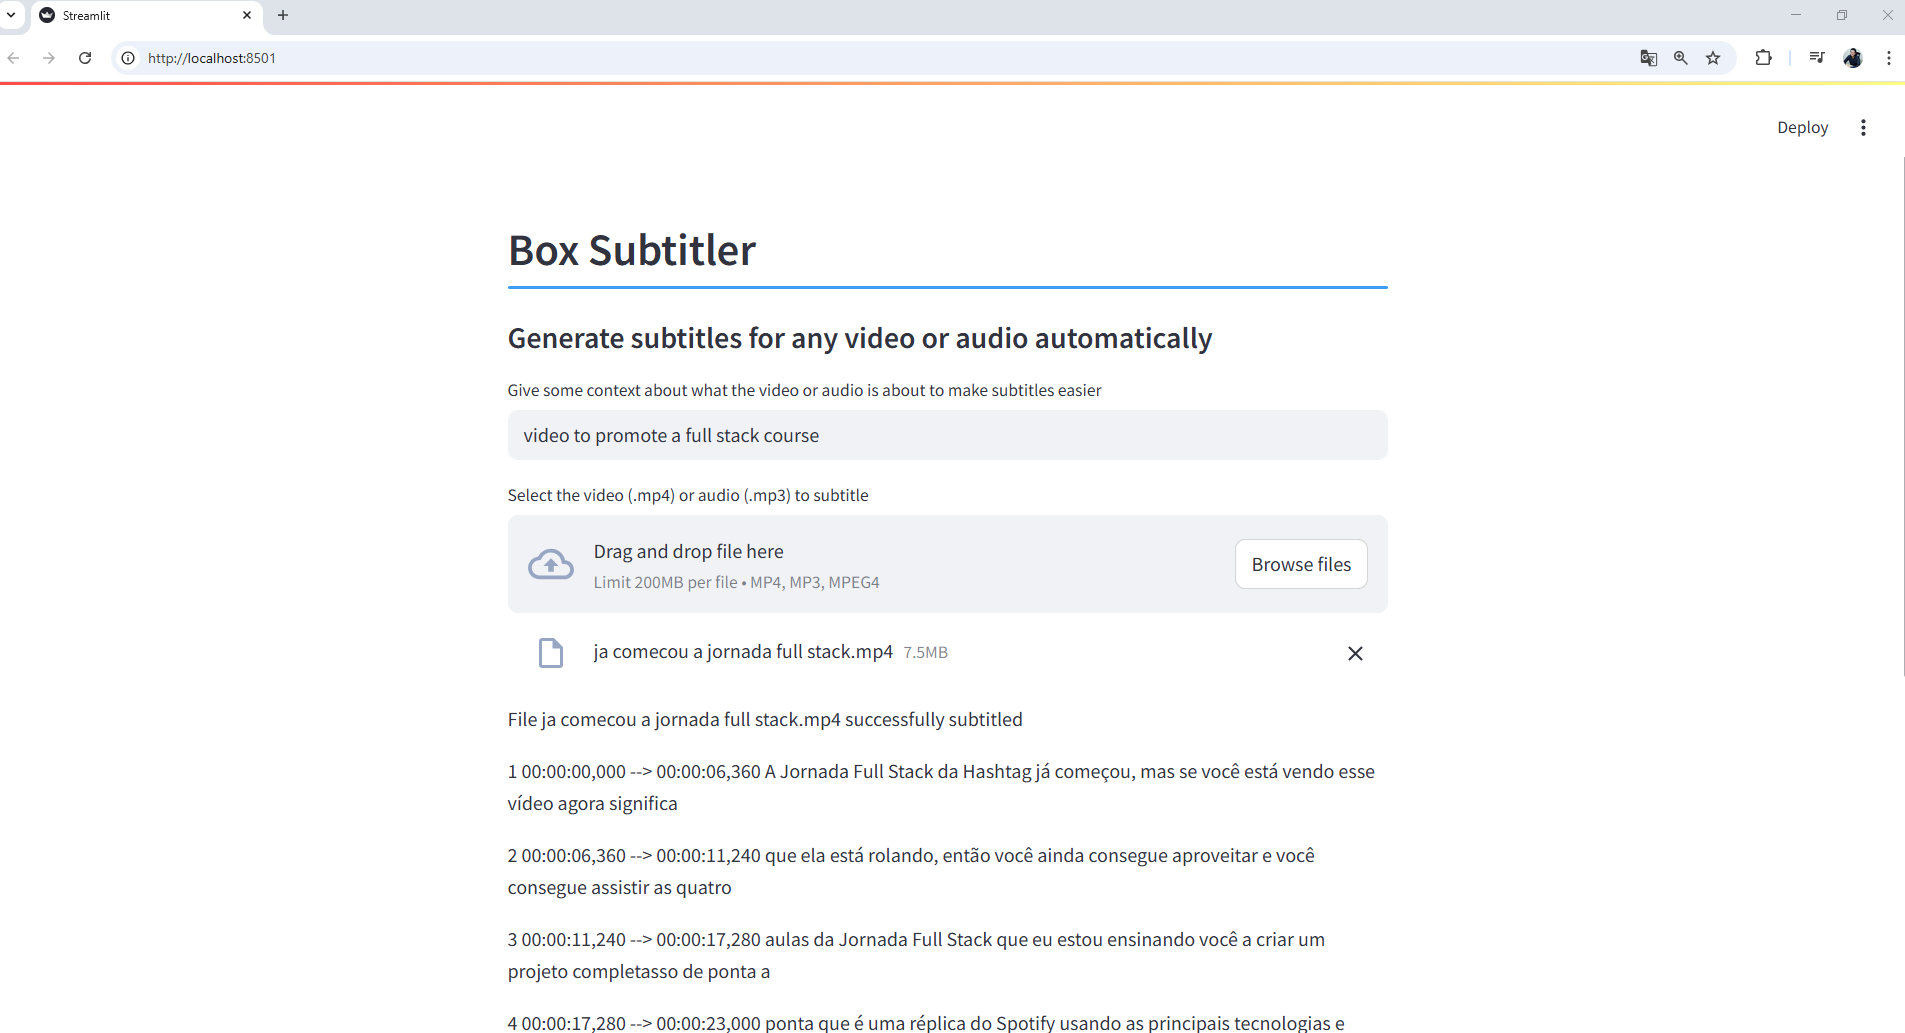 Streamlit
http://localhost:8501
Deploy
Box Subtitler
Generate subtitles for any video or audio automatically
Give some context about what the video or audio is about to make subtitles easier
video to promote a full stack course
Select the video (.mp4) or audio (.mp3) to subtitle
Drag and drop file here
Limit 200MB per file • MP4, MP3, MPEG4
Browse files
ja comecou a jornada full stack.mp4 7.5MB
File ja comecou a jornada full stack.mp4 successfully subtitled
1 00:00:00,000 --> 00:00:06,360 A Jornada Full Stack da Hashtag já começou, mas se você está vendo esse
vídeo agora significa
2 00:00:06,360 --> 00:00:11,240 que ela está rolando, então você ainda consegue aproveitar e você
consegue assistir as quatro
3 00:00:11,240 --> 00:00:17,280 aulas da Jornada Full Stack que eu estou ensinando você a criar um
projeto completasso de ponta a
4 00:00:17,280 --> 00:00:23,000 ponta que é uma réplica do Spotify usando as principais tecnologias e